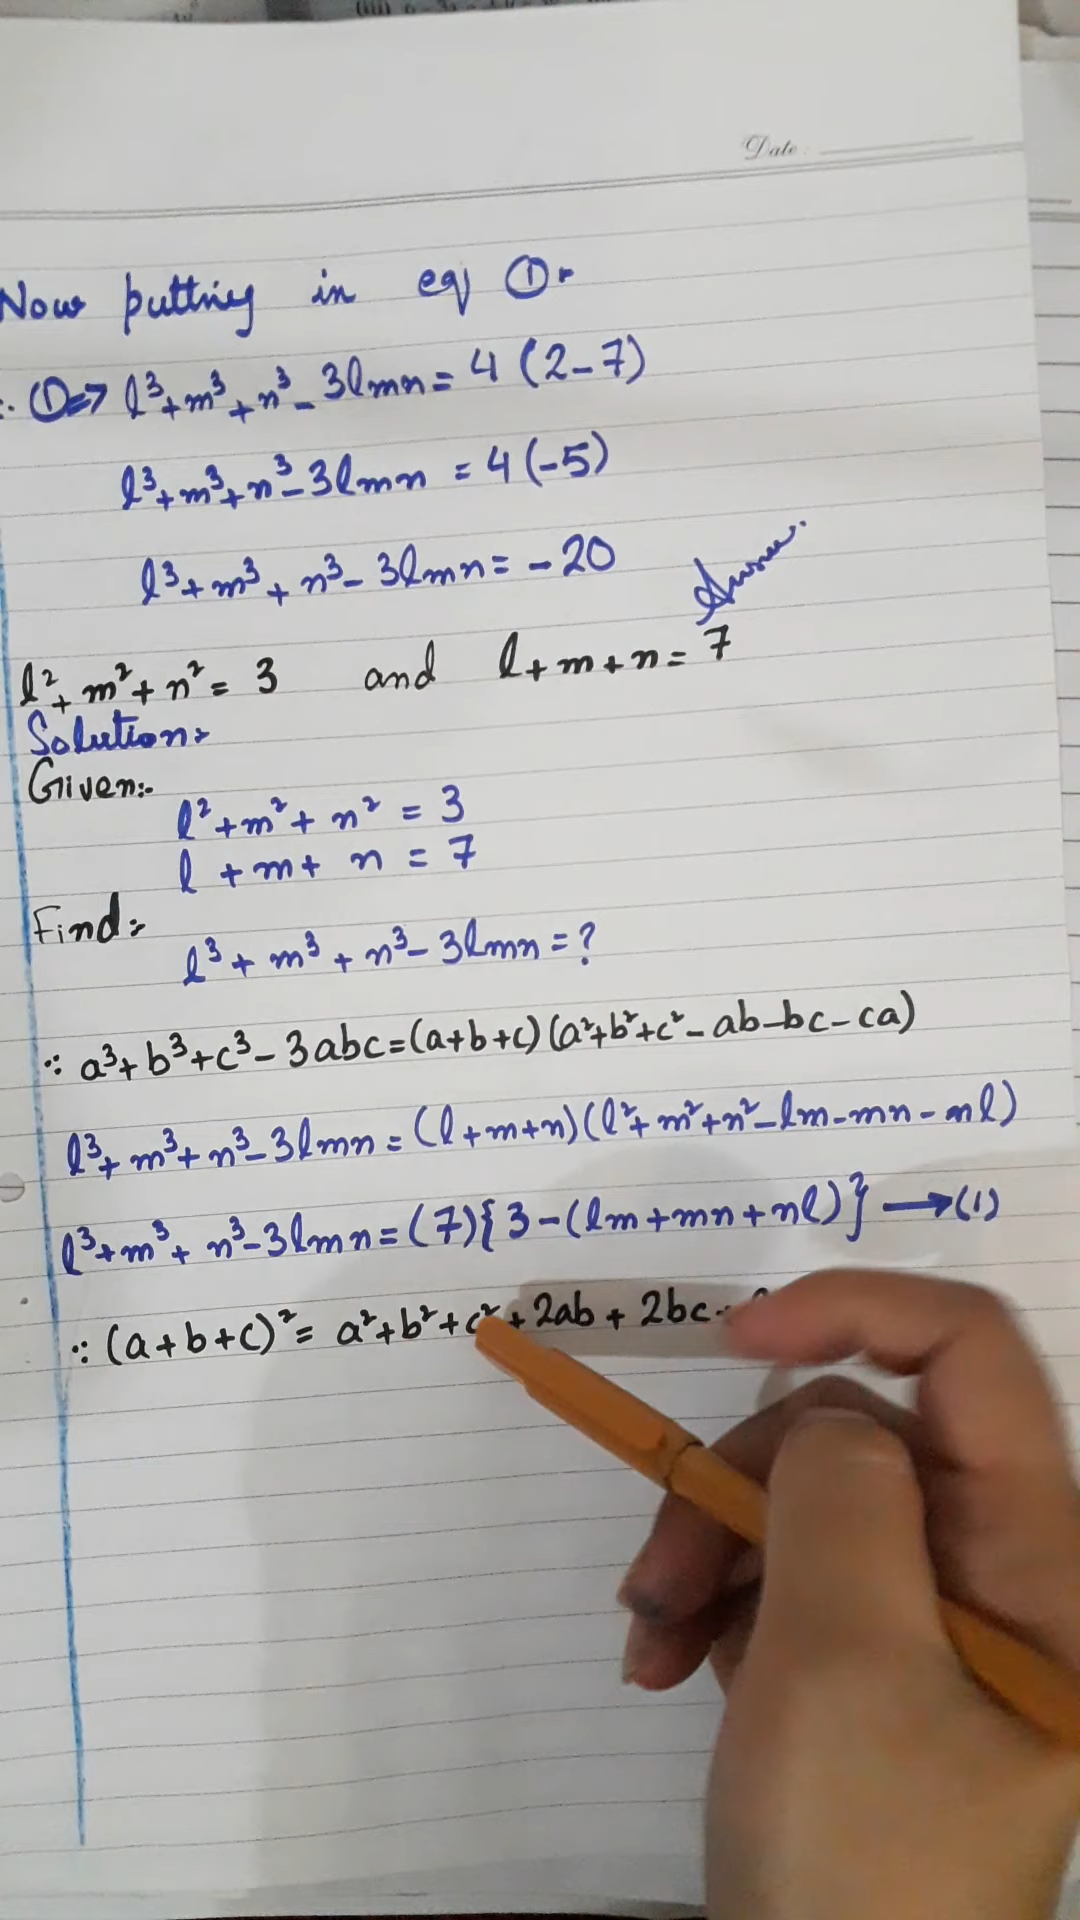 Date:
Now putting in eq ①:-
∴ ①=> l³+m³+n³-3lmn = 4(2-7)
l³+m³+n³-3lmn = 4(-5)
l³+m³+n³-3lmn = -20
l²+m²+n² = 3 and l+m+n = 7
Solution:-
Given:-
l²+m²+n² = 3
l+m+n = 7
Find:-
l³+m³+n³-3lmn = ?
∵ a³+b³+c³-3abc=(a+b+c)(a²+b²+c²-ab-bc-ca)
l³+m³+n³-3lmn=(l+m+n)(l²+m²+n²-lm-mn-nl)
l³+m³+n³-3lmn=(7){3-(lm+mn+nl)} →(1)
∵ (a+b+c)²= a²+b²+c²+2ab+2bc